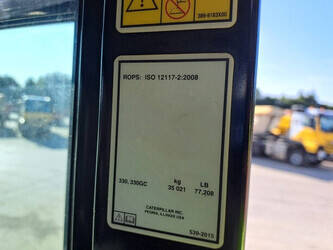 ROPS: ISO 12117-2:2008
kg LB
330, 330GC 35 021 77,208
CATERPILLAR INC.
PEORIA, ILLINOIS USA
539-2015